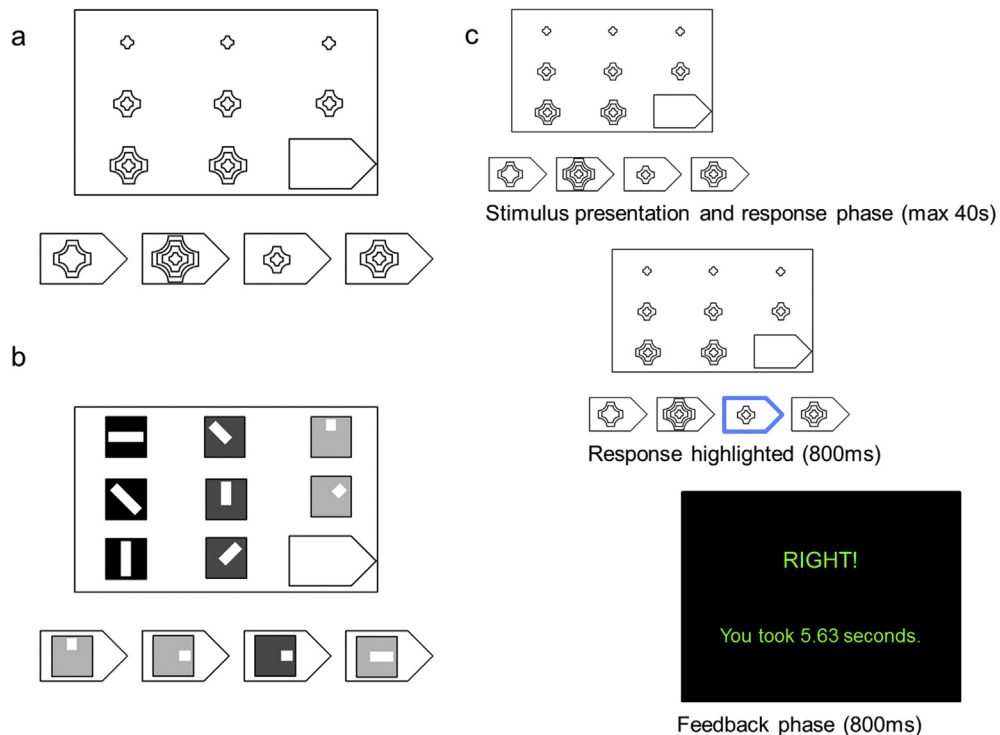 a
b
c
Stimulus presentation and response phase (max 40s)
Response highlighted (800ms)
RIGHT!
You took 5.63 seconds.
Feedback phase (800ms)